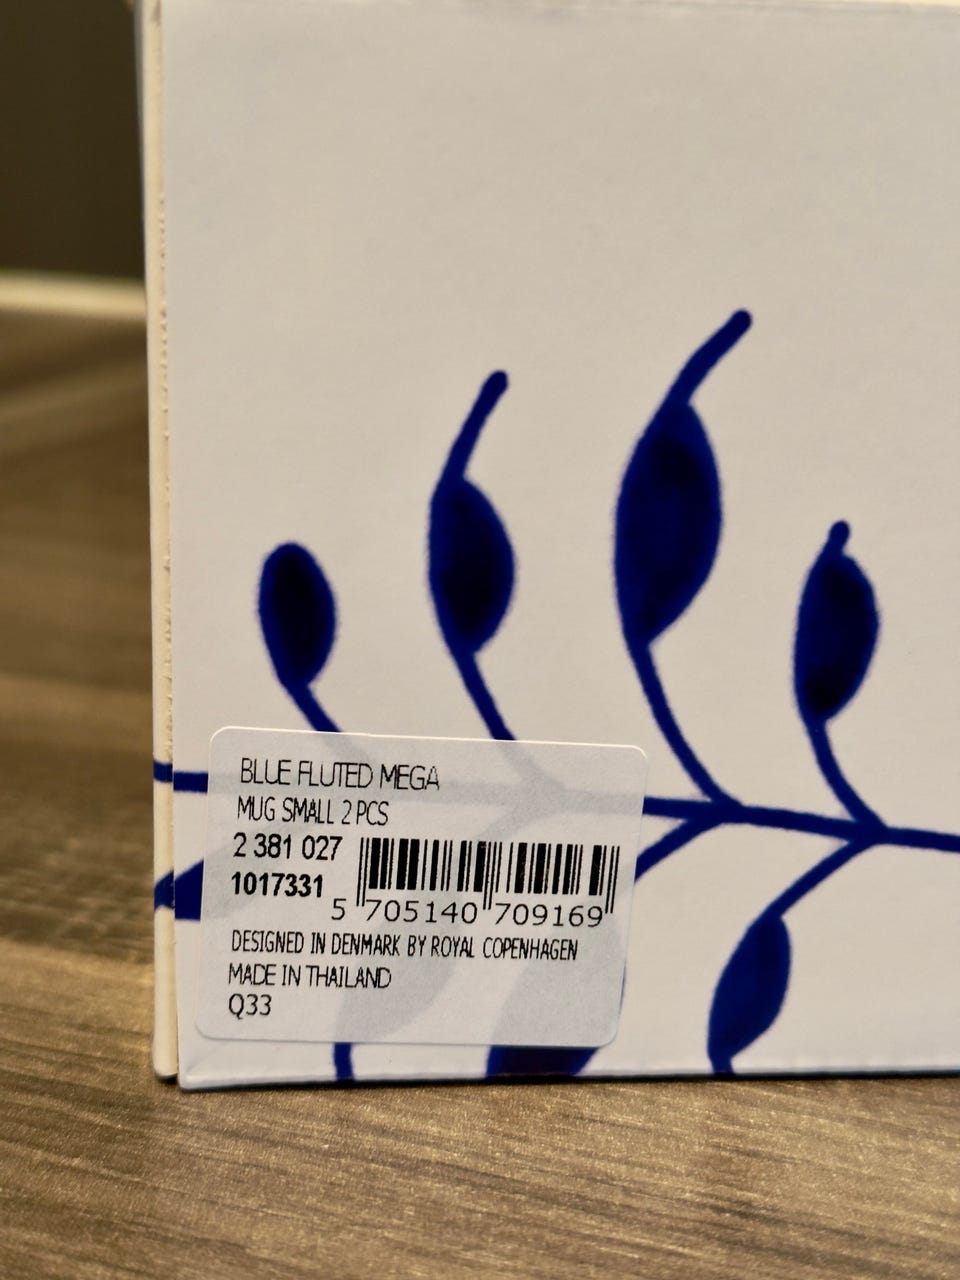 BLUE FLUTED MEGA
MUG SMALL 2 PCS
2 381 027
1017331
5 705140 709169
DESIGNED IN DENMARK BY ROYAL COPENHAGEN
MADE IN THAILAND
Q33